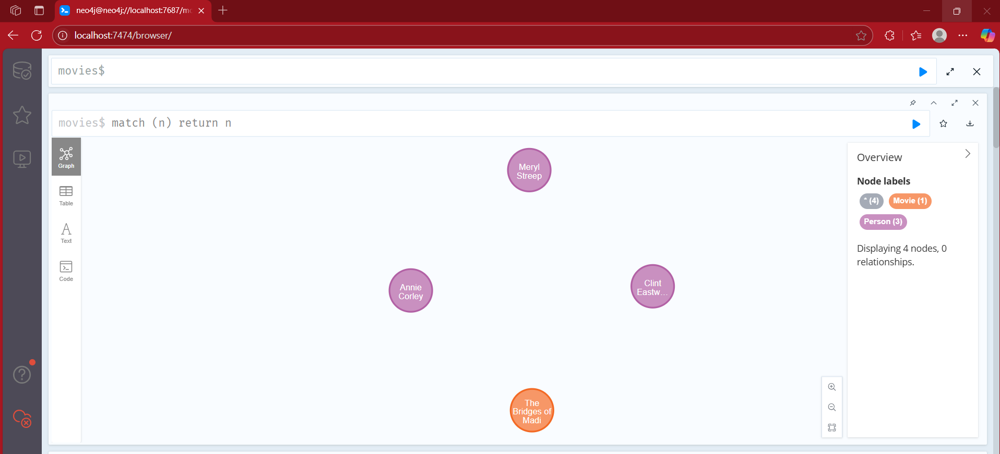 neo4j@neo4j://localhost:7687/mo
localhost:7474/browser/
movies$
movies$ match (n) return n
Graph
Table
Text
Code
Meryl
Streep
Annie
Corley
Clint
Eastw...
The
Bridges of
Madi
Overview
Node labels
* (4)
Movie (1)
Person (3)
Displaying 4 nodes, 0
relationships.